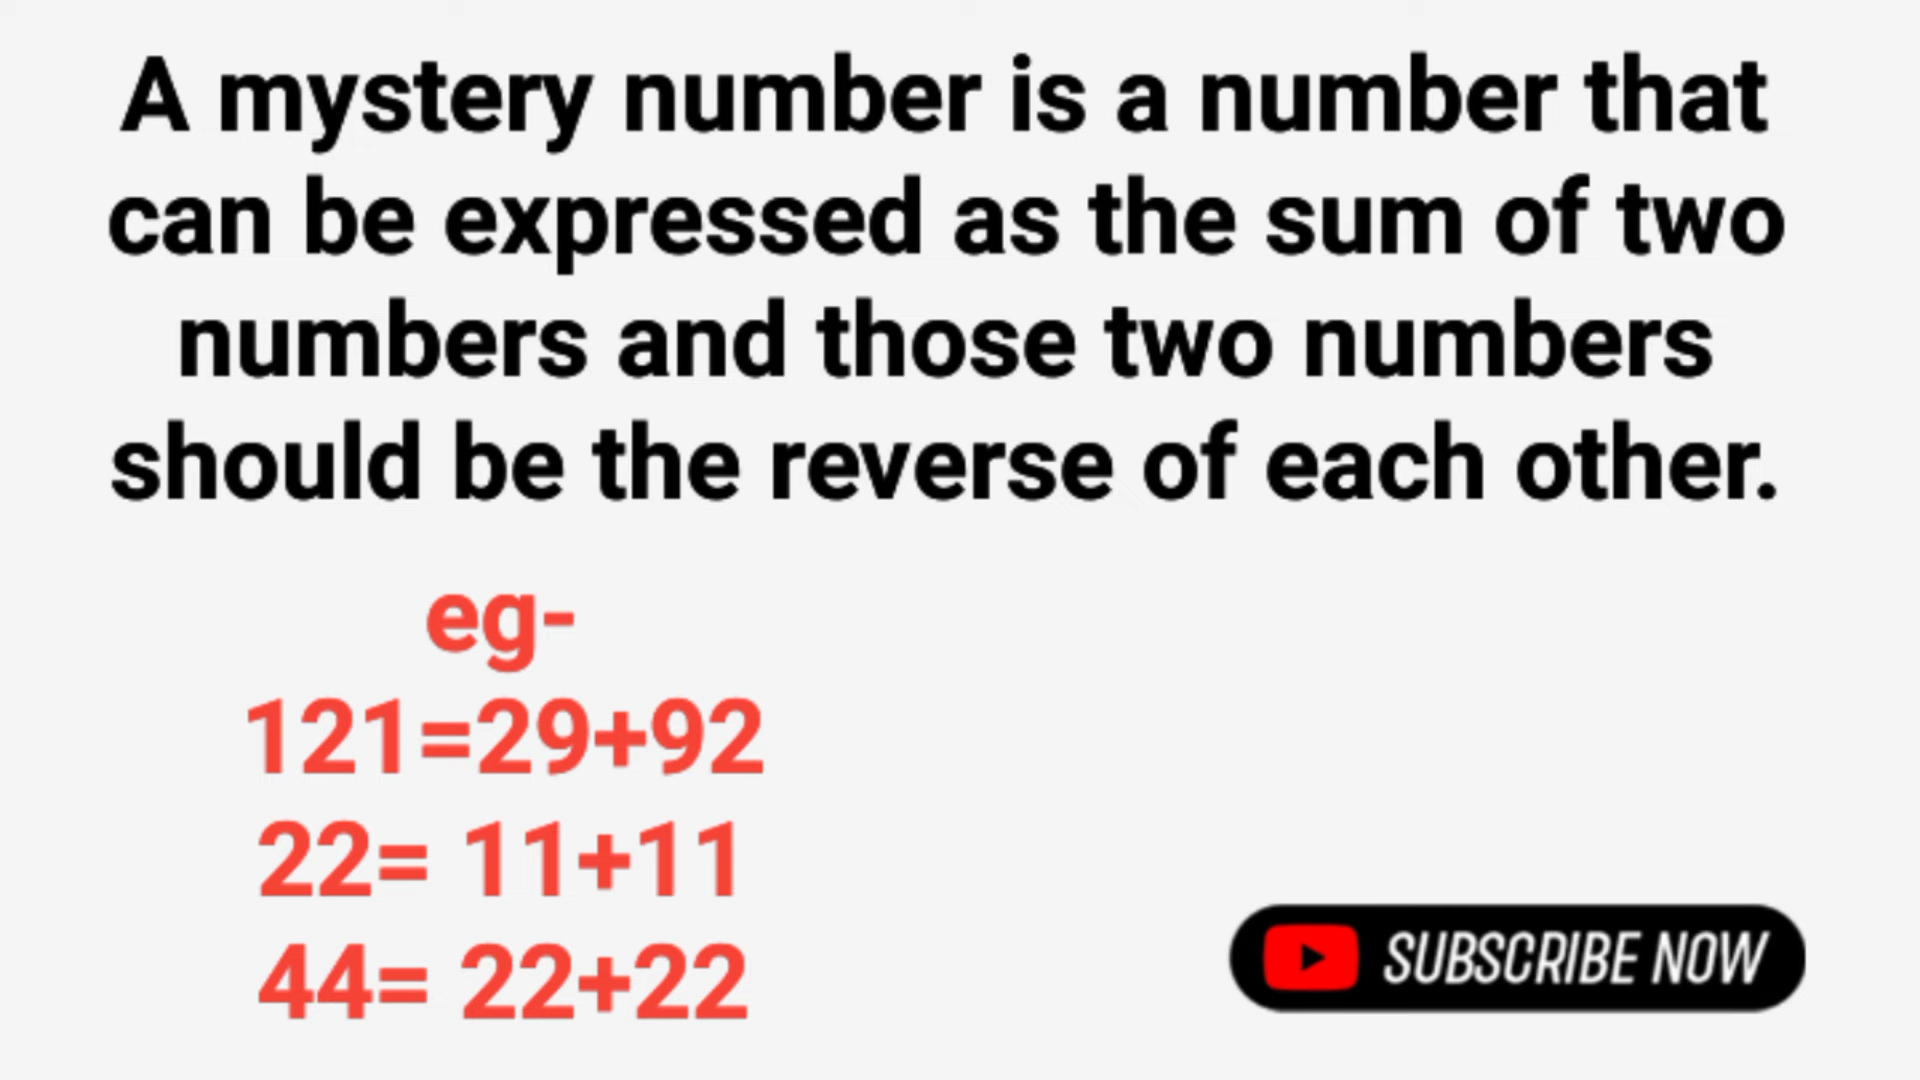 A mystery number is a number that
can be expressed as the sum of two
numbers and those two numbers
should be the reverse of each other.
eg-
121=29+92
22= 11+11
44= 22+22
SUBSCRIBE NOW